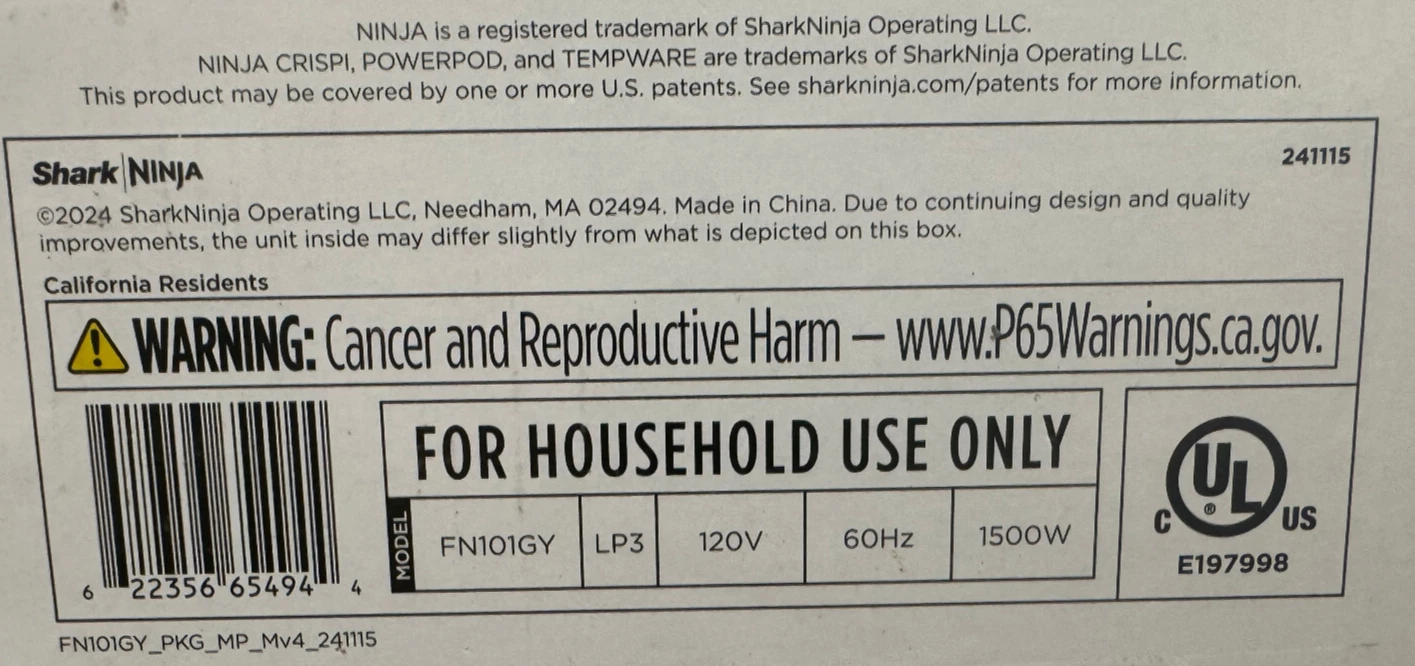 NINJA is a registered trademark of SharkNinja Operating LLC.
NINJA CRISPI, POWERPOD, and TEMPWARE are trademarks of SharkNinja Operating LLC.
This product may be covered by one or more U.S. patents. See sharkninja.com/patents for more information.
Shark|NINJA
241115
©2024 SharkNinja Operating LLC, Needham, MA 02494. Made in China. Due to continuing design and quality
improvements, the unit inside may differ slightly from what is depicted on this box.
California Residents
WARNING: Cancer and Reproductive Harm – www.P65Warnings.ca.gov.
FOR HOUSEHOLD USE ONLY
MODEL FN101GY LP3 120V 60Hz 1500W
6 22356 65494 4
C UL ® US
E197998
FN101GY_PKG_MP_Mv4_241115